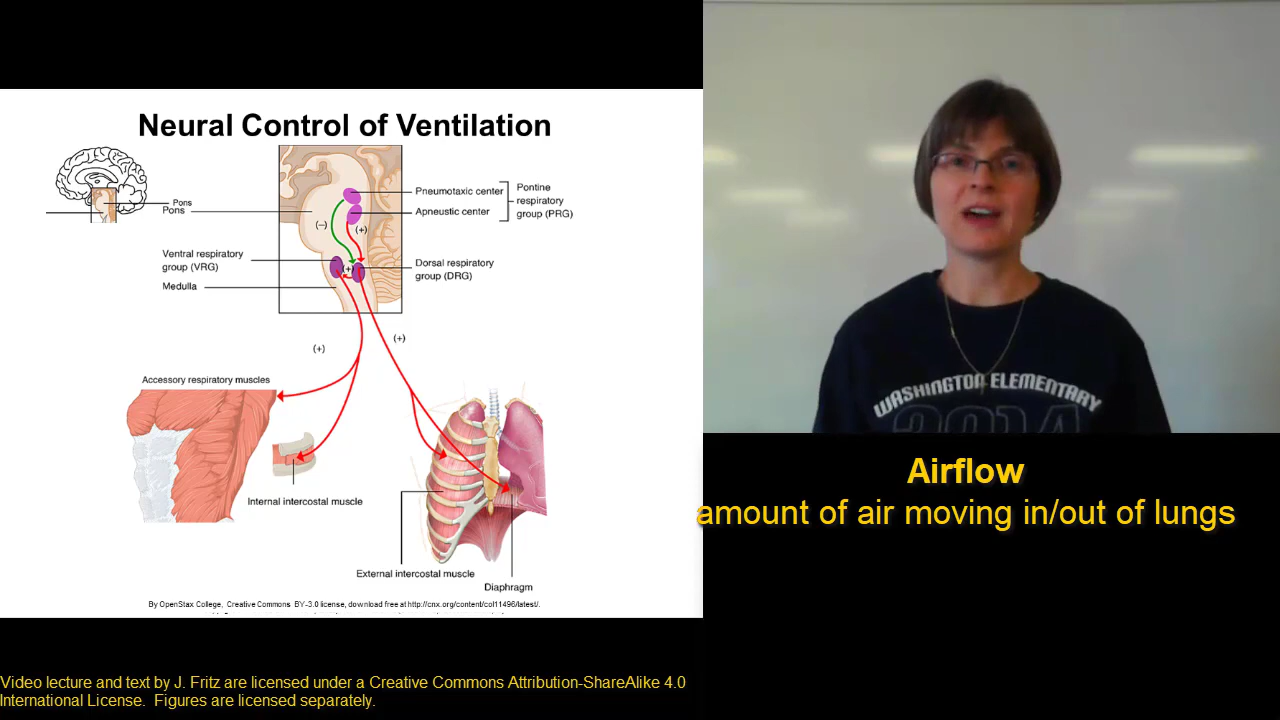 Neural Control of Ventilation
Pons
Pons
Pneumotaxic center
Apneustic center
Pontine
respiratory
group (PRG)
(–)
(+)
Ventral respiratory
group (VRG)
(+)
Dorsal respiratory
group (DRG)
Medulla
(+)
(+)
Accessory respiratory muscles
Internal intercostal muscle
External intercostal muscle
Diaphragm
By OpenStax College, Creative Commons BY-3.0 license, download free at http://cnx.org/content/col11496/latest/.
WASHINGTON ELEMENTARY
2014
Airflow
amount of air moving in/out of lungs
Video lecture and text by J. Fritz are licensed under a Creative Commons Attribution-ShareAlike 4.0
International License. Figures are licensed separately.